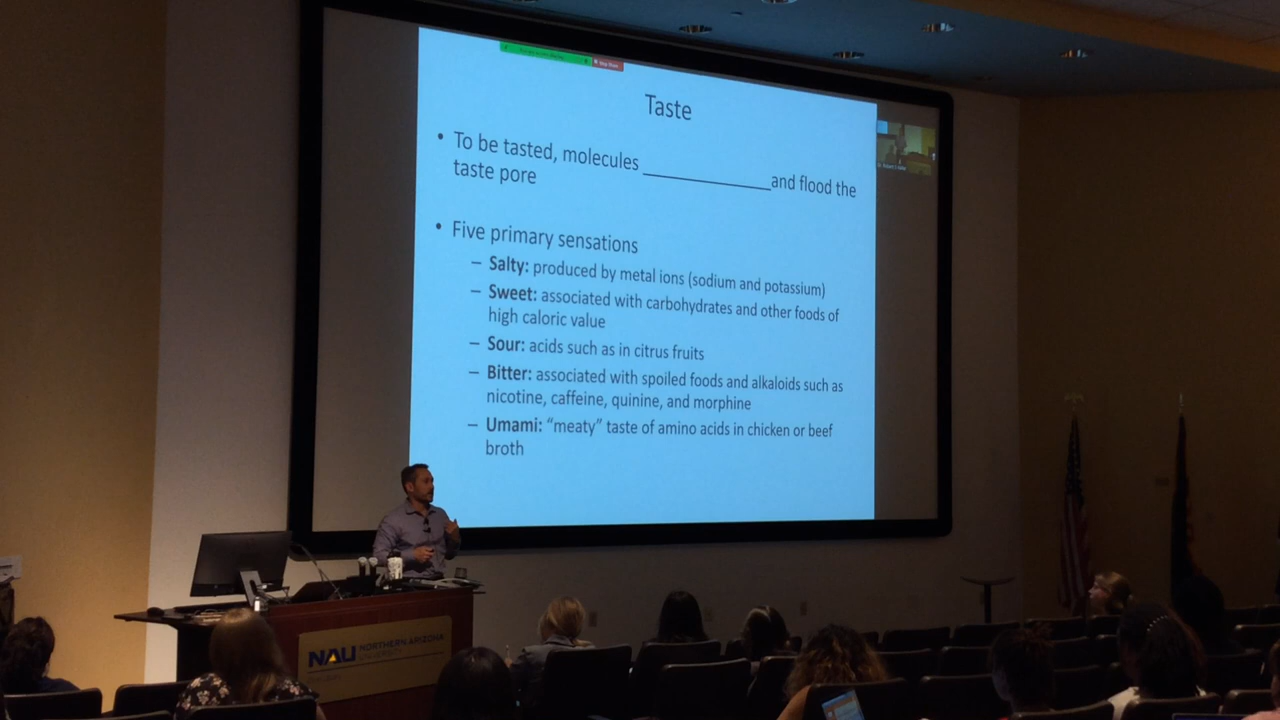 Taste
• To be tasted, molecules ____________and flood the
taste pore
• Five primary sensations
– Salty: produced by metal ions (sodium and potassium)
– Sweet: associated with carbohydrates and other foods of
high caloric value
– Sour: acids such as in citrus fruits
– Bitter: associated with spoiled foods and alkaloids such as
nicotine, caffeine, quinine, and morphine
– Umami: “meaty” taste of amino acids in chicken or beef
broth
NAU NORTHERN ARIZONA
UNIVERSITY